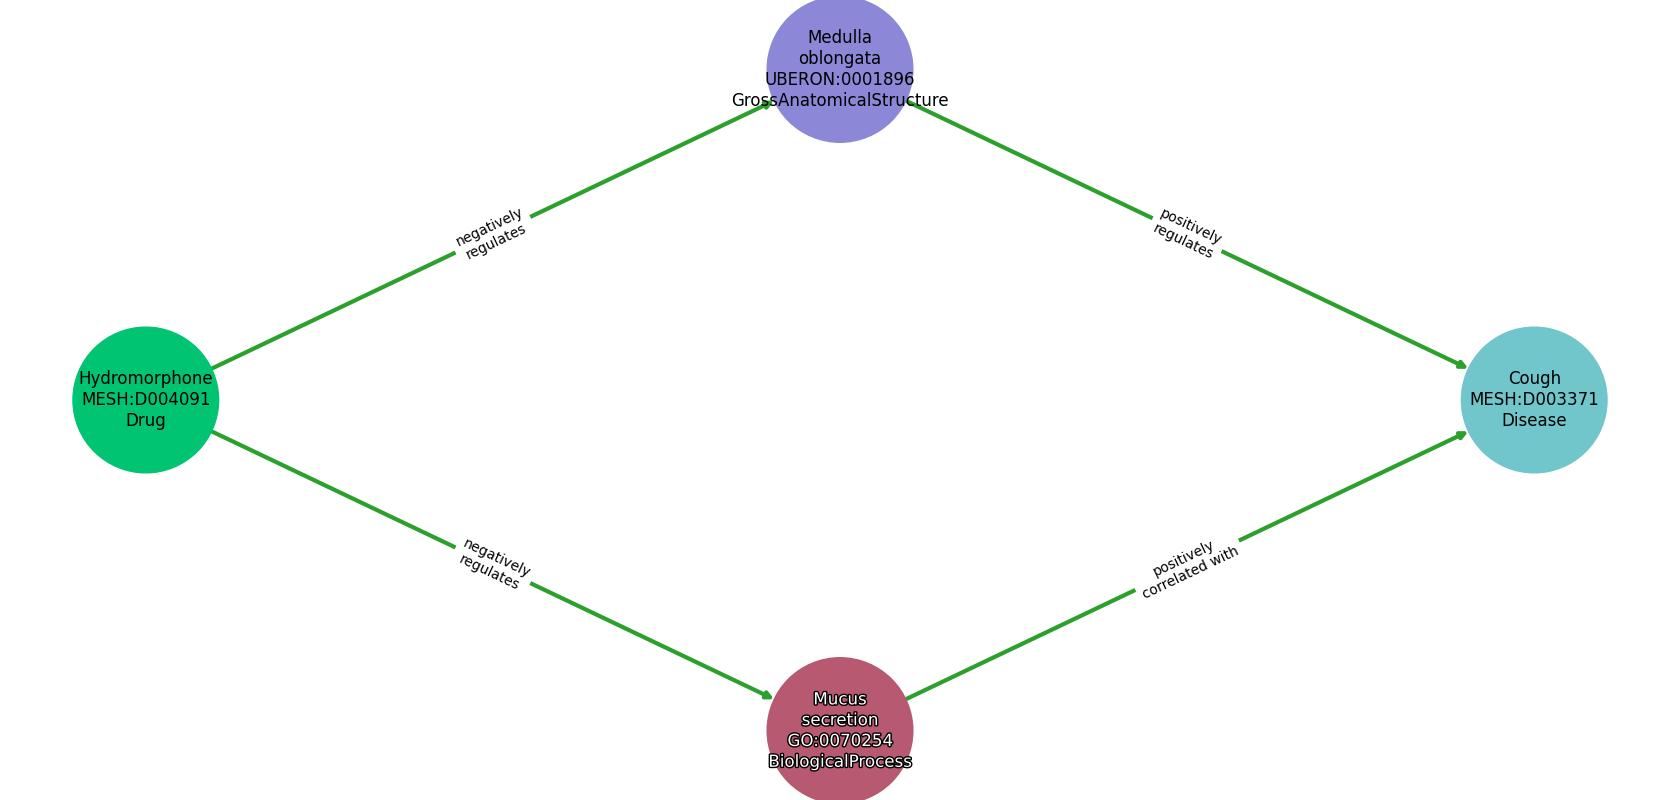 Medulla
oblongata
UBERON:0001896
GrossAnatomicalStructure
negatively
regulates
positively
regulates
Hydromorphone
MESH:D004091
Drug
Cough
MESH:D003371
Disease
negatively
regulates
positively
correlated with
Mucus
secretion
GO:0070254
BiologicalProcess